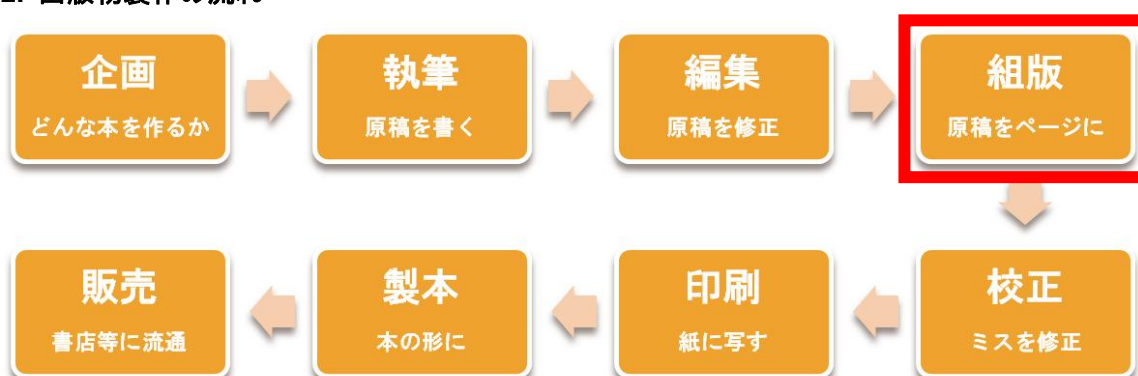 企画
どんな本を作るか
執筆
原稿を書く
編集
原稿を修正
組版
原稿をページに
校正
ミスを修正
印刷
紙に写す
製本
本の形に
販売
書店等に流通